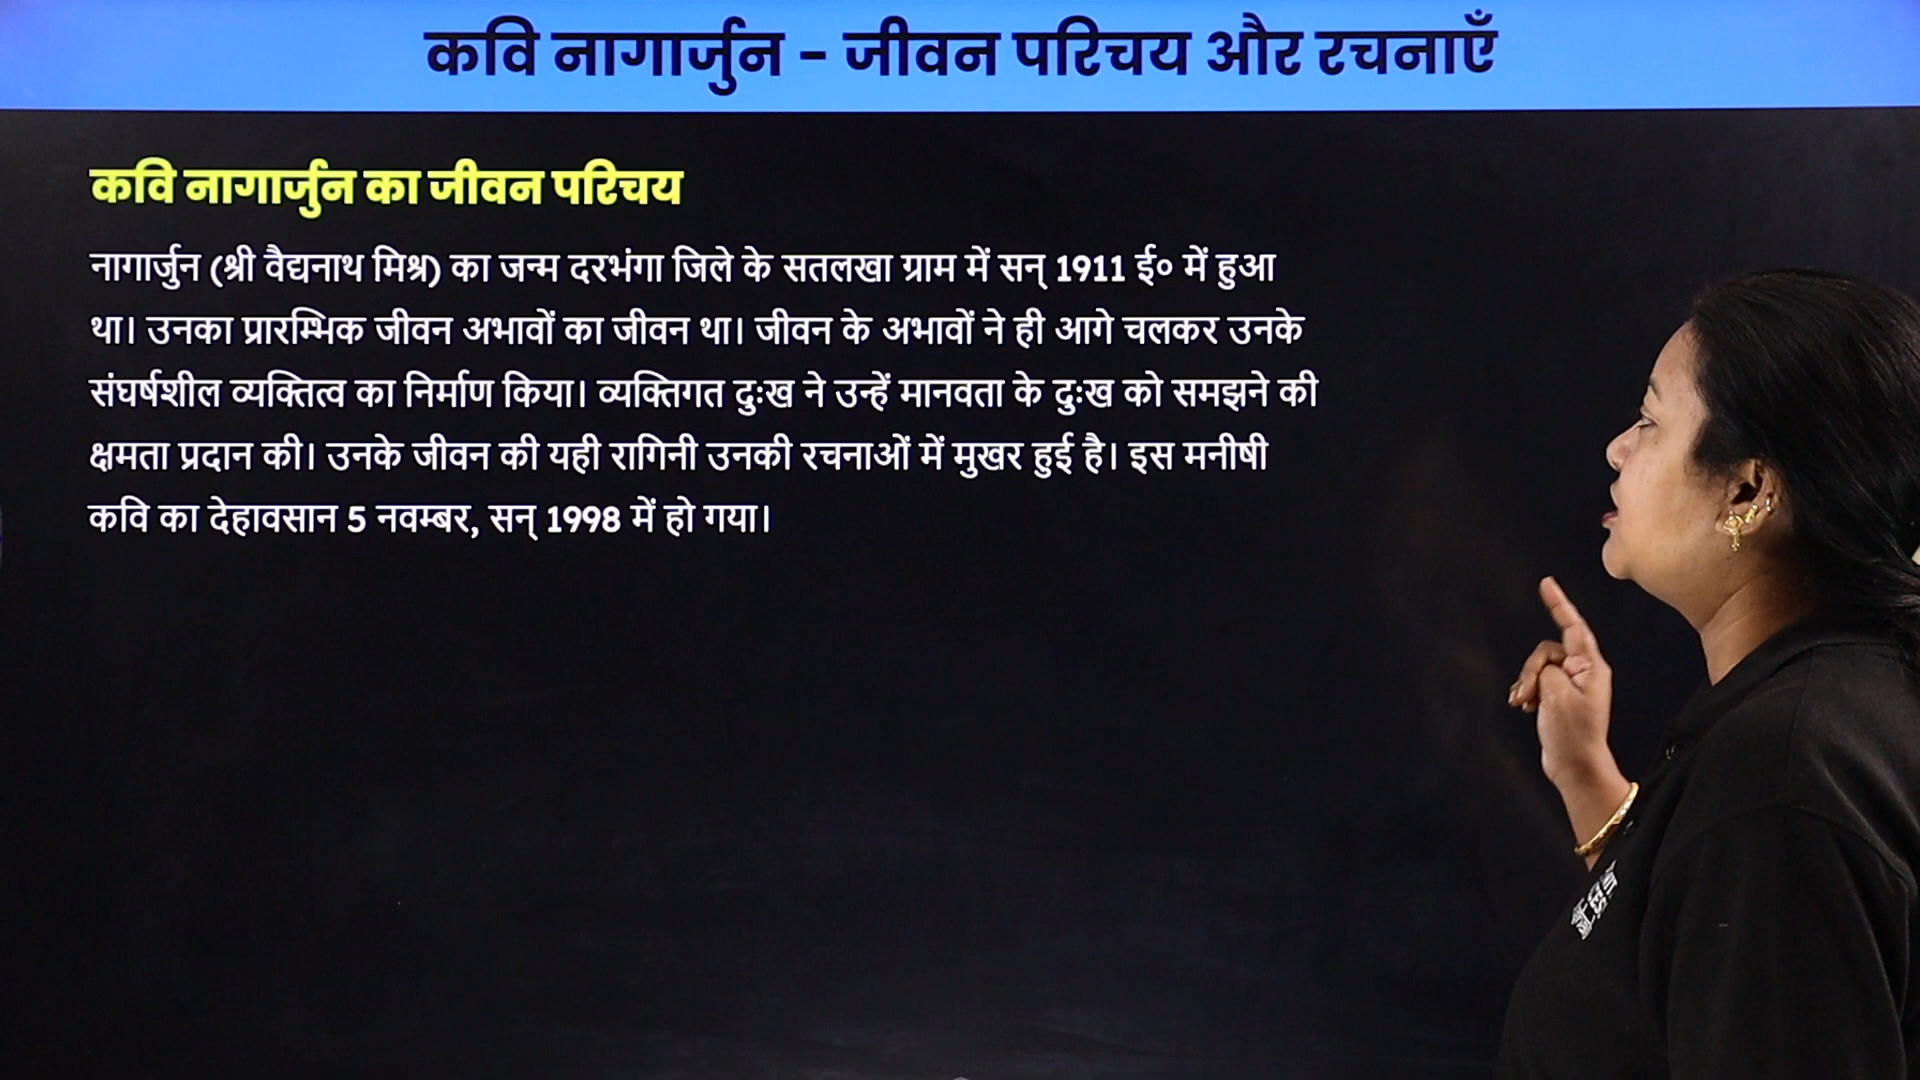 कवि नागार्जुन - जीवन परिचय और रचनाएँ
कवि नागार्जुन का जीवन परिचय
नागार्जुन (श्री वैद्यनाथ मिश्र) का जन्म दरभंगा जिले के सतलखा ग्राम में सन् 1911 ई० में हुआ
था। उनका प्रारम्भिक जीवन अभावों का जीवन था। जीवन के अभावों ने ही आगे चलकर उनके
संघर्षशील व्यक्तित्व का निर्माण किया। व्यक्तिगत दुःख ने उन्हें मानवता के दुःख को समझने की
क्षमता प्रदान की। उनके जीवन की यही रागिनी उनकी रचनाओं में मुखर हुई है। इस मनीषी
कवि का देहावसान 5 नवम्बर, सन् 1998 में हो गया।